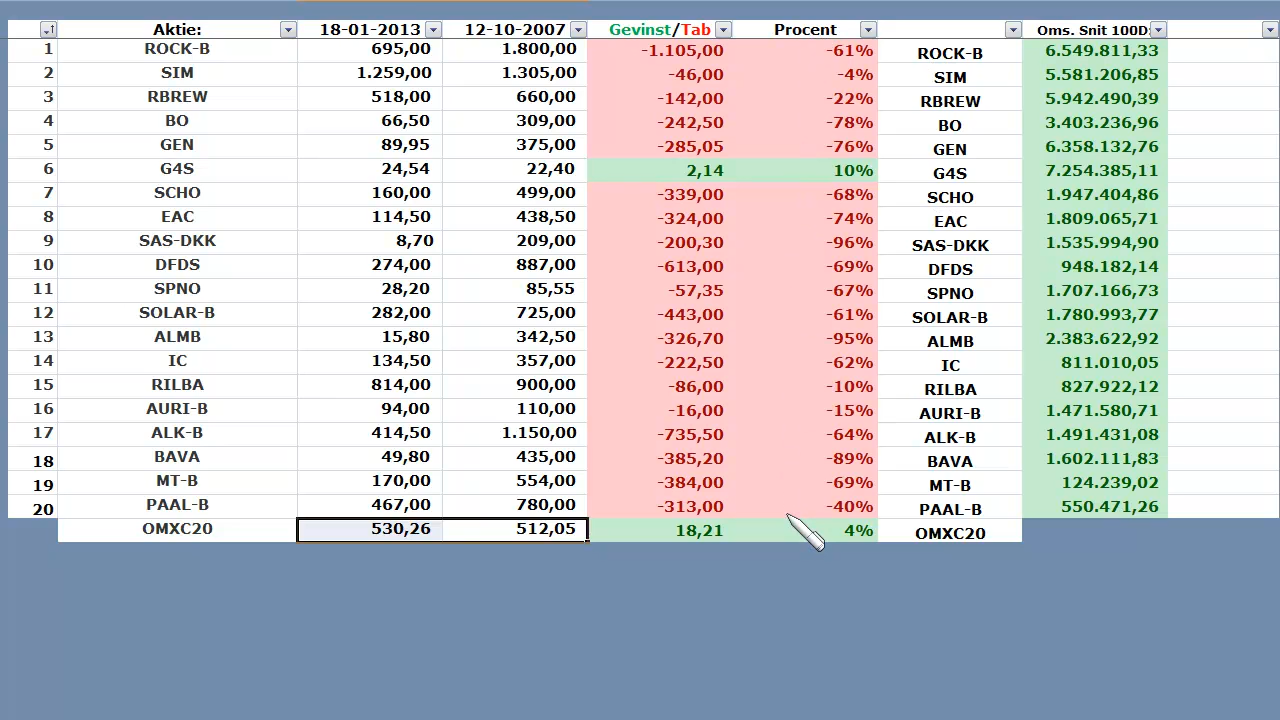 Aktie: 18-01-2013 12-10-2007 Gevinst/Tab Procent Oms. Snit 100D
1 ROCK-B 695,00 1.800,00 -1.105,00 -61% ROCK-B 6.549.811,33
2 SIM 1.259,00 1.305,00 -46,00 -4% SIM 5.581.206,85
3 RBREW 518,00 660,00 -142,00 -22% RBREW 5.942.490,39
4 BO 66,50 309,00 -242,50 -78% BO 3.403.236,96
5 GEN 89,95 375,00 -285,05 -76% GEN 6.358.132,76
6 G4S 24,54 22,40 2,14 10% G4S 7.254.385,11
7 SCHO 160,00 499,00 -339,00 -68% SCHO 1.947.404,86
8 EAC 114,50 438,50 -324,00 -74% EAC 1.809.065,71
9 SAS-DKK 8,70 209,00 -200,30 -96% SAS-DKK 1.535.994,90
10 DFDS 274,00 887,00 -613,00 -69% DFDS 948.182,14
11 SPNO 28,20 85,55 -57,35 -67% SPNO 1.707.166,73
12 SOLAR-B 282,00 725,00 -443,00 -61% SOLAR-B 1.780.993,77
13 ALMB 15,80 342,50 -326,70 -95% ALMB 2.383.622,92
14 IC 134,50 357,00 -222,50 -62% IC 811.010,05
15 RILBA 814,00 900,00 -86,00 -10% RILBA 827.922,12
16 AURI-B 94,00 110,00 -16,00 -15% AURI-B 1.471.580,71
17 ALK-B 414,50 1.150,00 -735,50 -64% ALK-B 1.491.431,08
18 BAVA 49,80 435,00 -385,20 -89% BAVA 1.602.111,83
19 MT-B 170,00 554,00 -384,00 -69% MT-B 124.239,02
20 PAAL-B 467,00 780,00 -313,00 -40% PAAL-B 550.471,26
OMXC20 530,26 512,05 18,21 4% OMXC20